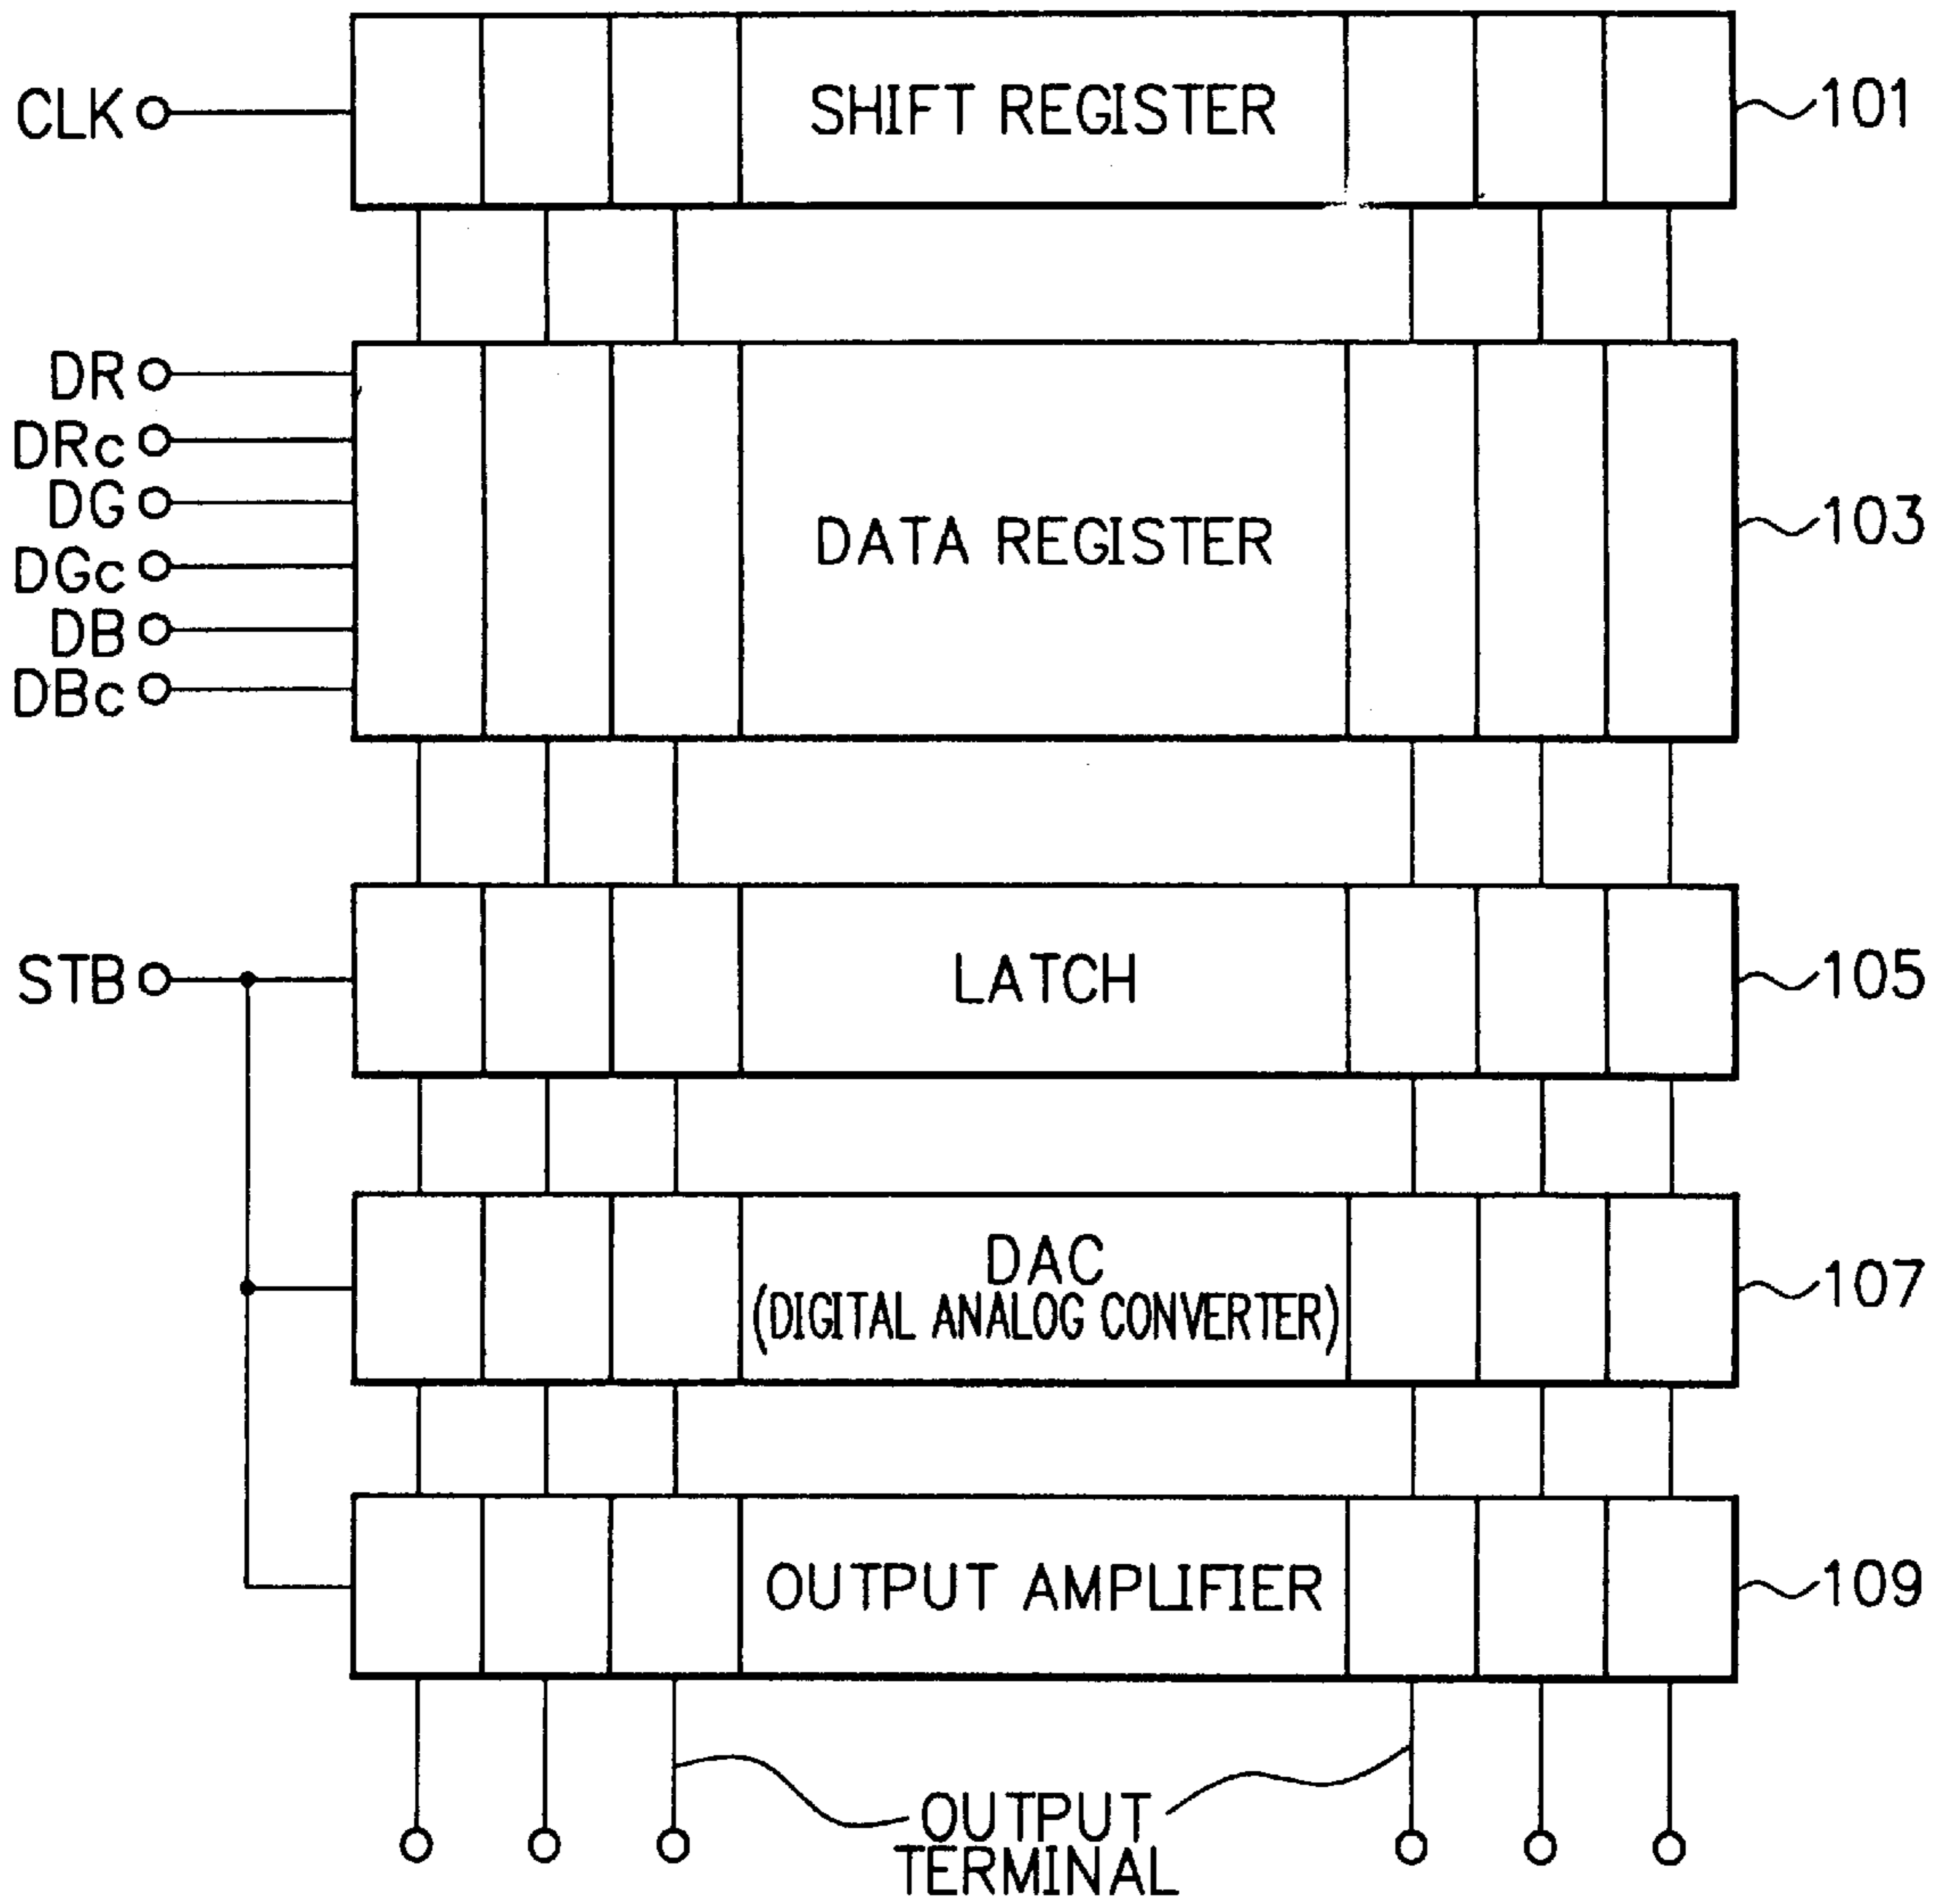 CLK
SHIFT REGISTER
101
DR
DRc
DG
DGc
DB
DBc
DATA REGISTER
103
STB
LATCH
105
DAC
(DIGITAL ANALOG CONVERTER)
107
OUTPUT AMPLIFIER
109
OUTPUT
TERMINAL